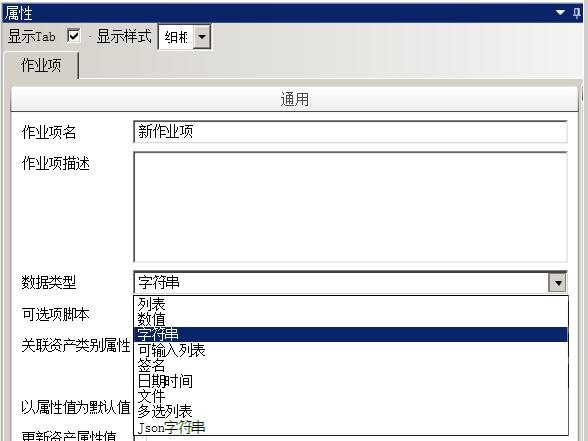 属性
显示Tab 显示样式 细粗
作业项
通用
作业项名 新作业项
作业项描述
数据类型 字符串
可选项脚本
关联资产类别属性
以属性值为默认值
更新资产属性值
列表
数值
字符串
可输入列表
签名
日期时间
文件
多选列表
Json字符串